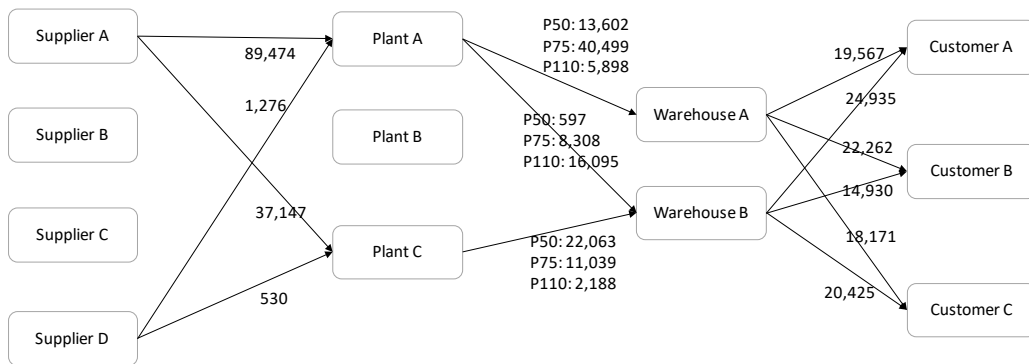 Supplier A
Supplier B
Supplier C
Supplier D
89,474
1,276
37,147
530
Plant A
Plant B
Plant C
P50: 13,602
P75: 40,499
P110: 5,898
P50: 597
P75: 8,308
P110: 16,095
P50: 22,063
P75: 11,039
P110: 2,188
Warehouse A
Warehouse B
19,567
24,935
22,262
14,930
18,171
20,425
Customer A
Customer B
Customer C